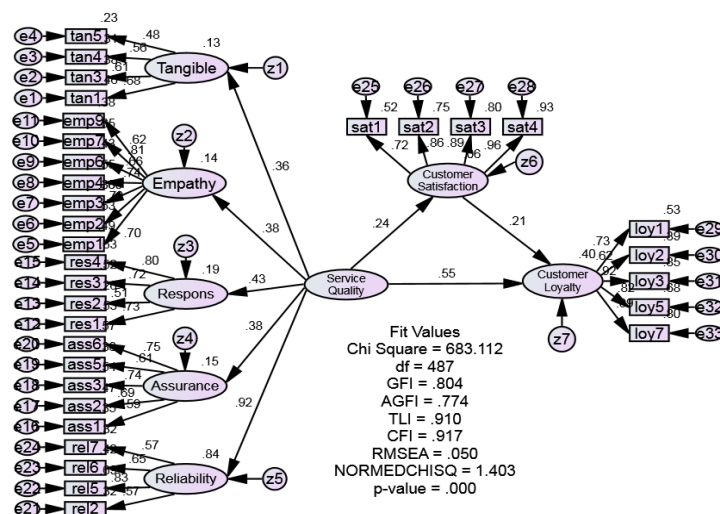 .23
e4 tan5 .48
e3 tan4 .56 .13
e2 tan3 .61 Tangible z1
e1 tan1 .68
e11 emp9
e10 emp7 .62 z2
e9 emp6 .81 .14
e8 emp4 .66 Empathy
e7 emp3 .74
e6 emp2
e5 emp1 .70
e15 res4 .80 z3
e14 res3 .72 .19
e13 res2 .51 Respons
e12 res1 .73
e20 ass6 .75 z4
e19 ass5 .61 .15
e18 ass3 .74 Assurance
e17 ass2 .69
e16 ass1 .59
e24 rel7 .57
e23 rel6 .65 .84
e22 rel5 .83 Reliability z5
e21 rel2 .57
.36
.38
.43
.38
.92
Service
Quality
.24
.55
e25 e26 e27 e28
.52 .75 .80 .93
sat1 sat2 sat3 sat4
.72 .86 .89 .96
.06
Customer
Satisfaction
z6
.21
.40
Customer
Loyalty
z7
.53
.73 loy1 e29
.62 loy2 e30
.92 loy3 e31
.82 loy5 e32
.89 loy7 e33
Fit Values
Chi Square = 683.112
df = 487
GFI = .804
AGFI = .774
TLI = .910
CFI = .917
RMSEA = .050
NORMEDCHISQ = 1.403
p-value = .000